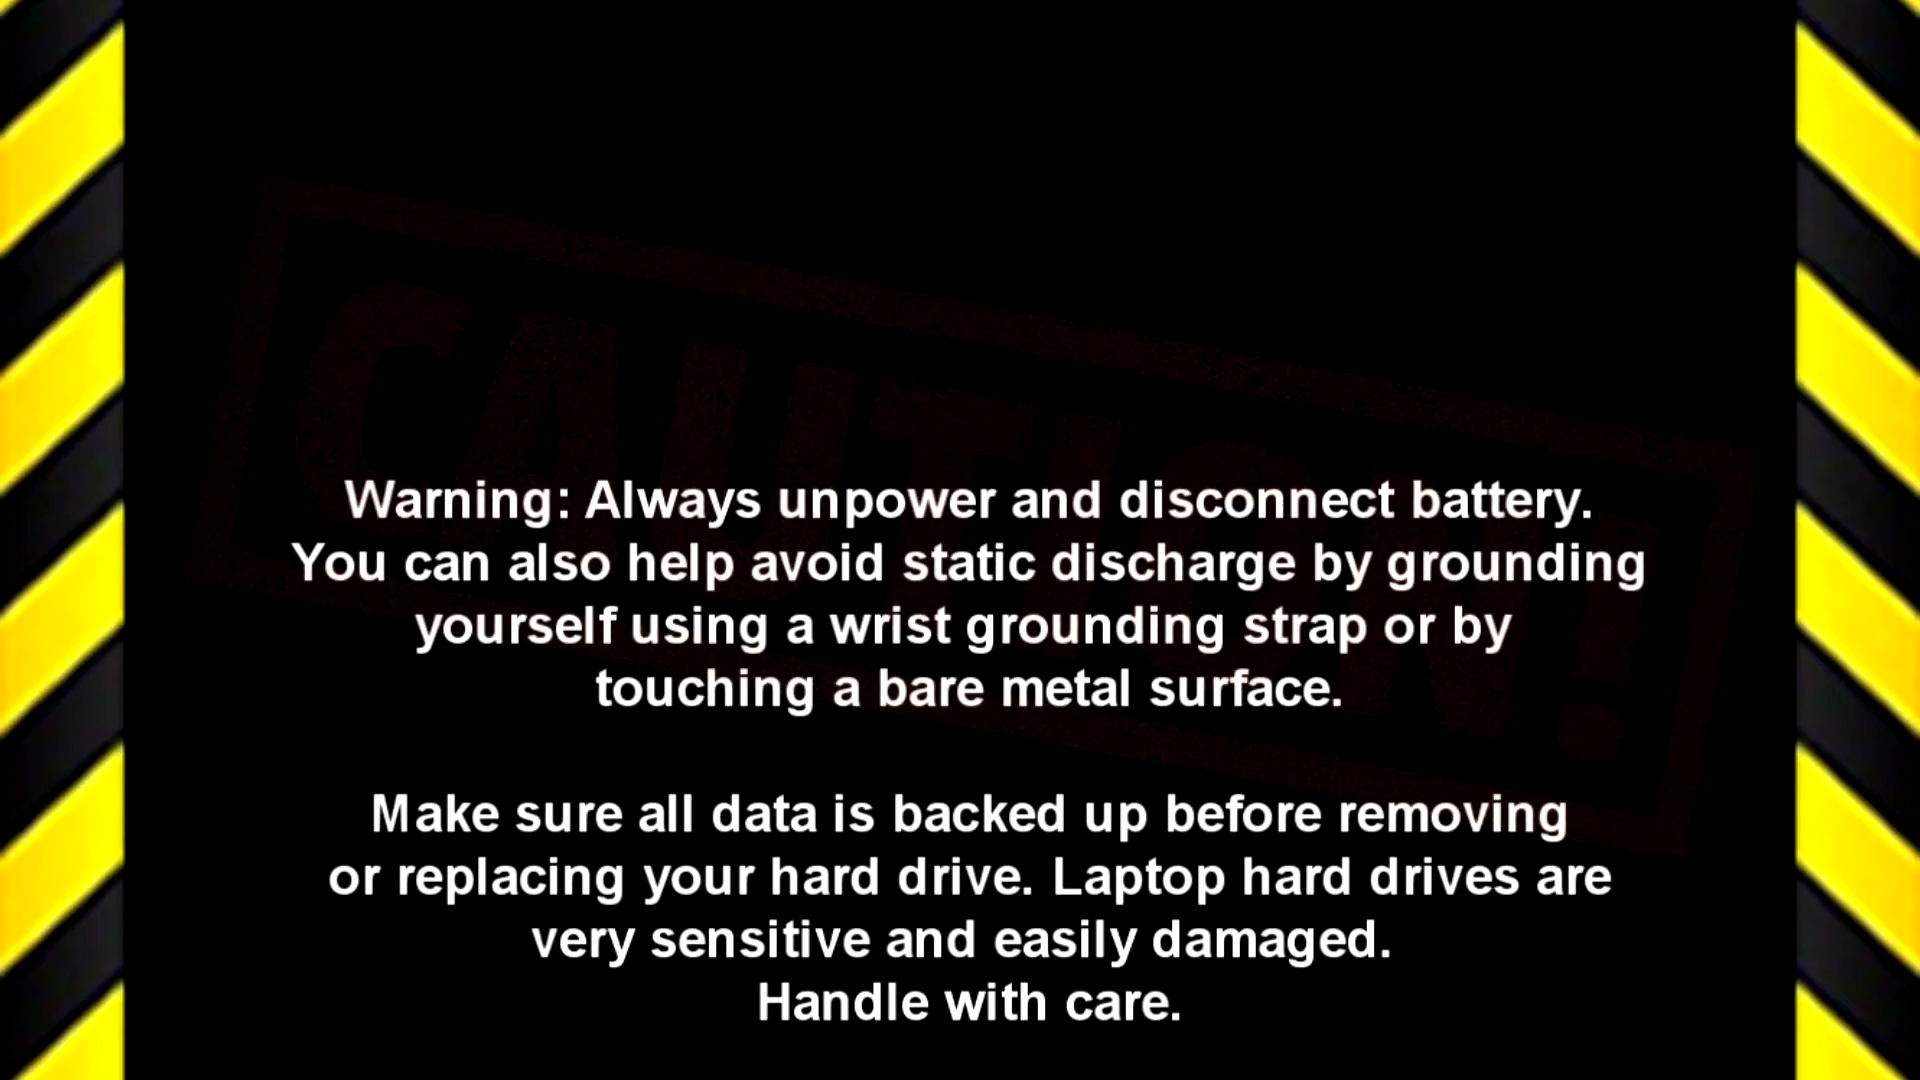 CAUTION!
Warning: Always unpower and disconnect battery.
You can also help avoid static discharge by grounding
yourself using a wrist grounding strap or by
touching a bare metal surface.
Make sure all data is backed up before removing
or replacing your hard drive. Laptop hard drives are
very sensitive and easily damaged.
Handle with care.